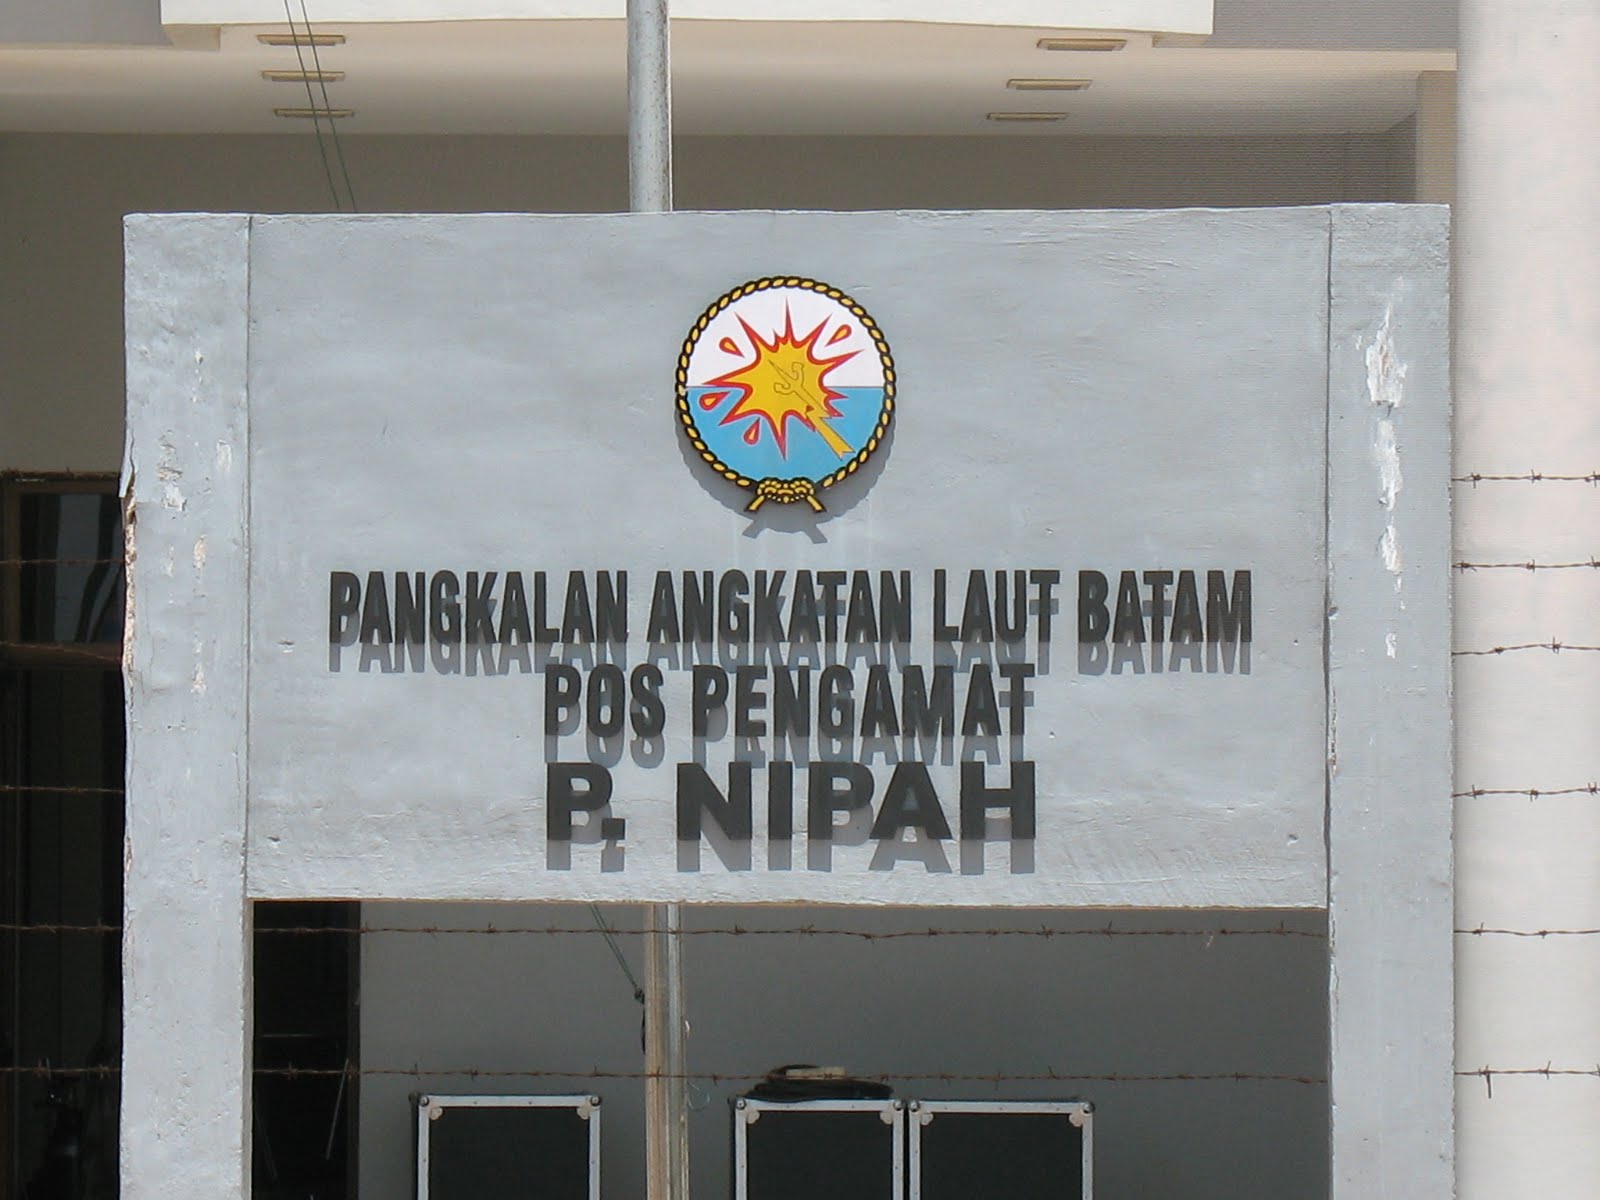 PANGKALAN ANGKATAN LAUT BATAM
POS PENGAMAT
P. NIPAH